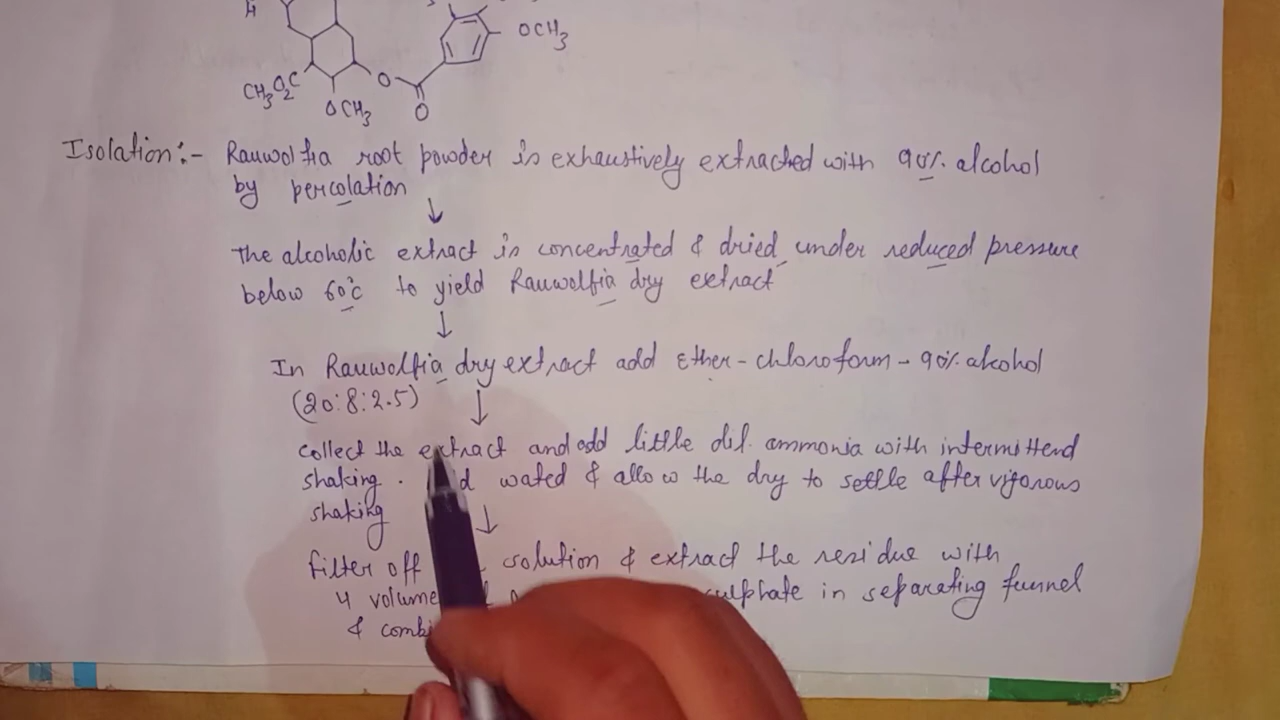 H
OCH3
CH3O2C
O
OCH3
O
Isolation:- Rauwolfia root powder is exhaustively extracted with 90% alcohol
by percolation
↓
The alcoholic extract is concentrated & dried under reduced pressure
below 60°c to yield Rauwolfia dry extract
↓
In Rauwolfia dry extract add Ether - chloroform - 90% alcohol
(20:8:2.5) ↓
collect the extract and add little dil. ammonia with intermittend
shaking. wated & allow the dry to settle after vigorous
shaking ↓
filter off solution & extract the residue with
4 volume sulphate in separating funnel
& combi